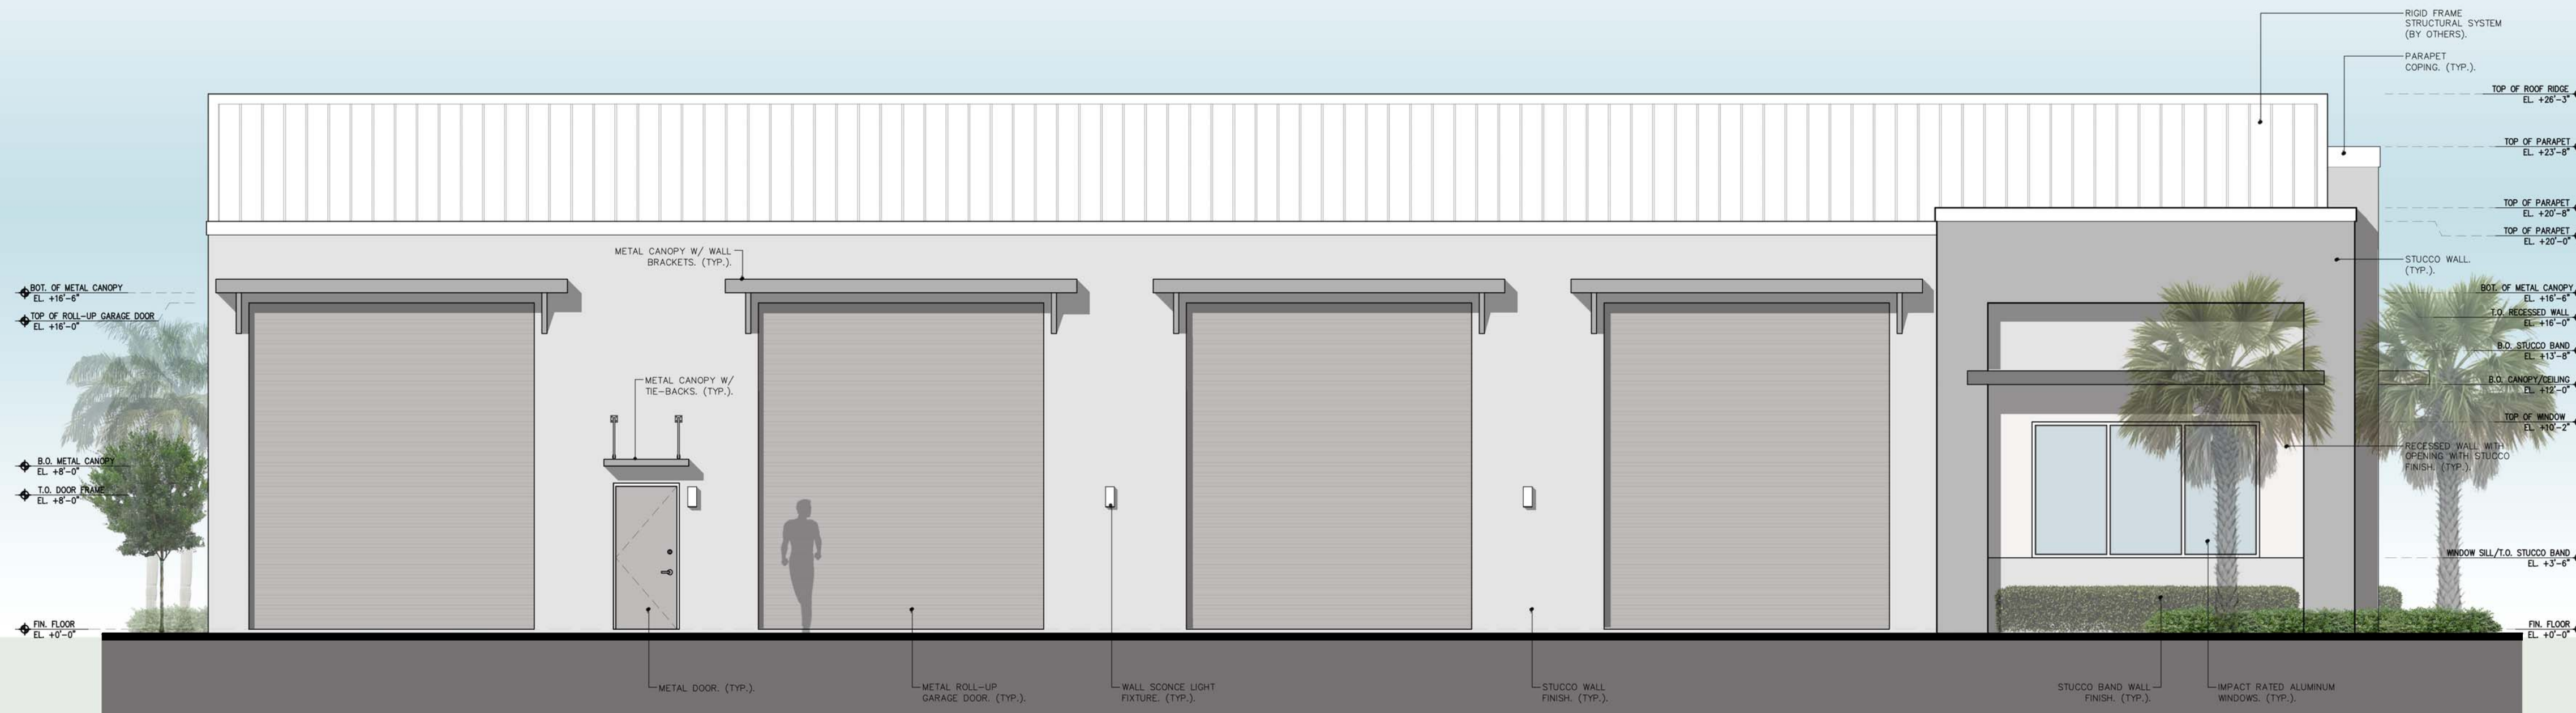 RIGID FRAME
STRUCTURAL SYSTEM
(BY OTHERS).
PARAPET
COPING. (TYP.).
TOP OF ROOF RIDGE
EL. +26'-3"
TOP OF PARAPET
EL. +23'-8"
TOP OF PARAPET
EL. +20'-8"
TOP OF PARAPET
EL. +20'-0"
STUCCO WALL.
(TYP.).
METAL CANOPY W/ WALL
BRACKETS. (TYP.).
BOT. OF METAL CANOPY
EL. +16'-6"
TOP OF ROLL-UP GARAGE DOOR
EL. +16'-0"
BOT. OF METAL CANOPY
EL. +16'-6"
T.O. RECESSED WALL
EL. +16'-0"
B.O. STUCCO BAND
EL. +13'-8"
METAL CANOPY W/
TIE-BACKS. (TYP.).
B.O. CANOPY/CEILING
EL. +12'-0"
TOP OF WINDOW
EL. +10'-2"
RECESSED WALL WITH
OPENING WITH STUCCO
FINISH. (TYP.).
B.O. METAL CANOPY
EL. +8'-0"
T.O. DOOR FRAME
EL. +8'-0"
WINDOW SILL/T.O. STUCCO BAND
EL. +3'-6"
FIN. FLOOR
EL. +0'-0"
FIN. FLOOR
EL. +0'-0"
METAL DOOR. (TYP.).
METAL ROLL-UP
GARAGE DOOR. (TYP.).
WALL SCONCE LIGHT
FIXTURE. (TYP.).
STUCCO WALL
FINISH. (TYP.).
STUCCO BAND WALL
FINISH. (TYP.).
IMPACT RATED ALUMINUM
WINDOWS. (TYP.).